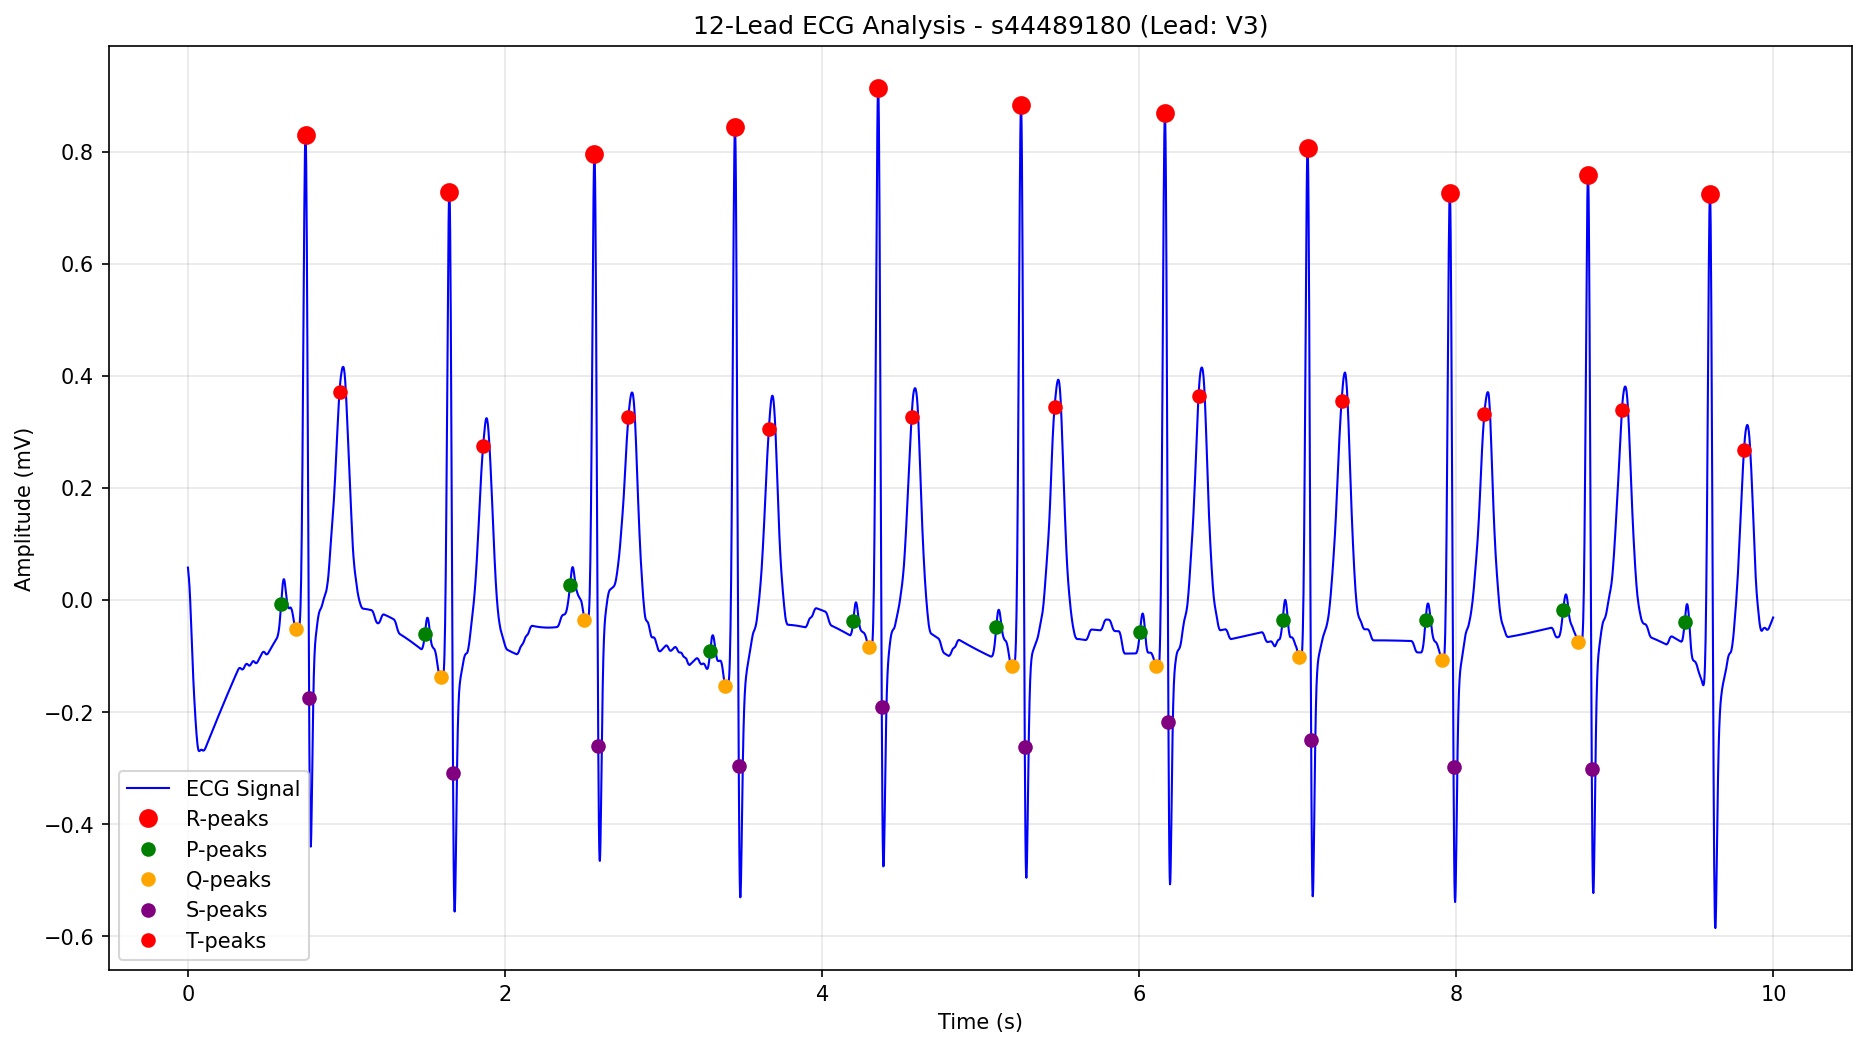 12-Lead ECG Analysis - s44489180 (Lead: V3)
Amplitude (mV)
0.8
0.6
0.4
0.2
0.0
−0.2
−0.4
−0.6
ECG Signal
R-peaks
P-peaks
Q-peaks
S-peaks
T-peaks
0 2 4 6 8 10
Time (s)